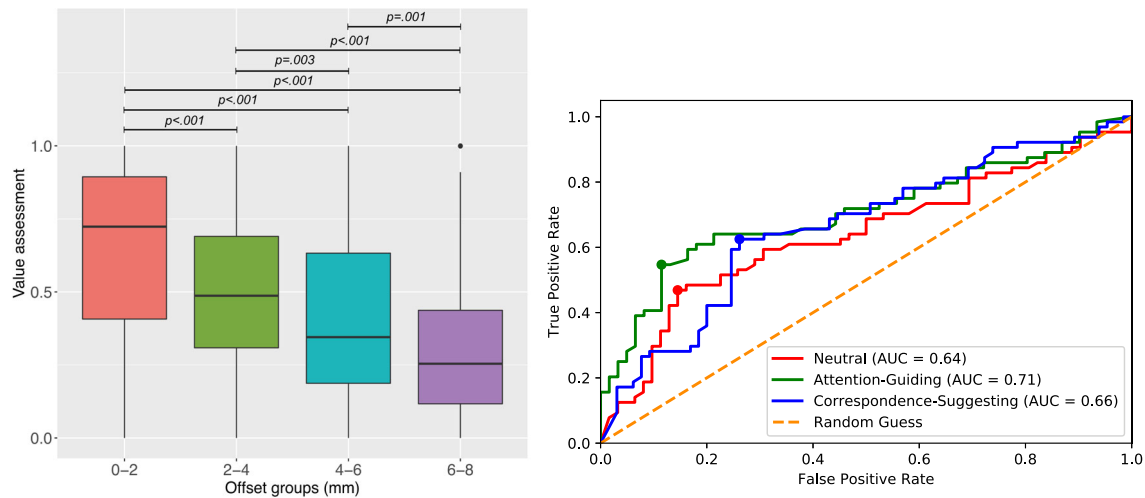 p=.001
p<.001
p=.003
p<.001
p<.001
p<.001
Value assessment
1.0
0.5
0.0
0–2
2–4
4–6
6–8
Offset groups (mm)
True Positive Rate
1.0
0.8
0.6
0.4
0.2
0.0
Neutral (AUC = 0.64)
Attention-Guiding (AUC = 0.71)
Correspondence-Suggesting (AUC = 0.66)
Random Guess
0.0
0.2
0.4
0.6
0.8
1.0
False Positive Rate